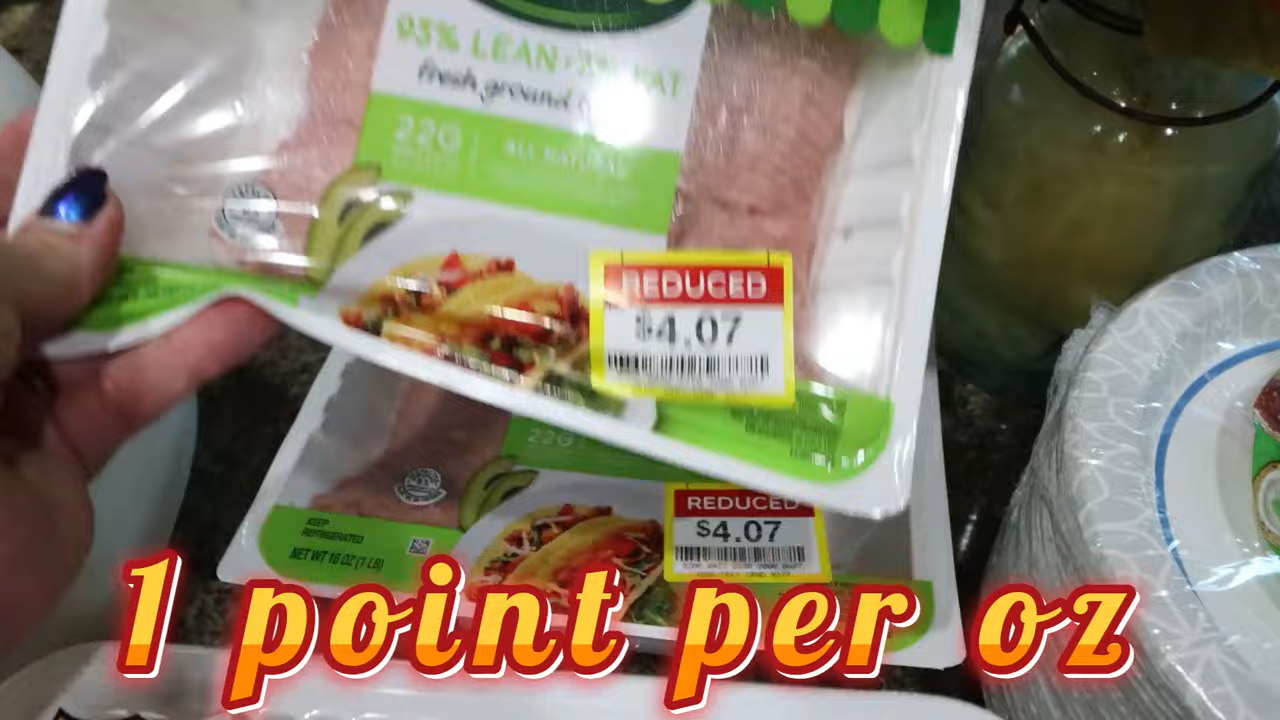 93% LEAN
fresh ground
22G
ALL NATURAL
REDUCED
$4.07
22G
REDUCED
$4.07
KEEP
REFRIGERATED
NET WT 16 OZ (1 LB)
1 point per oz